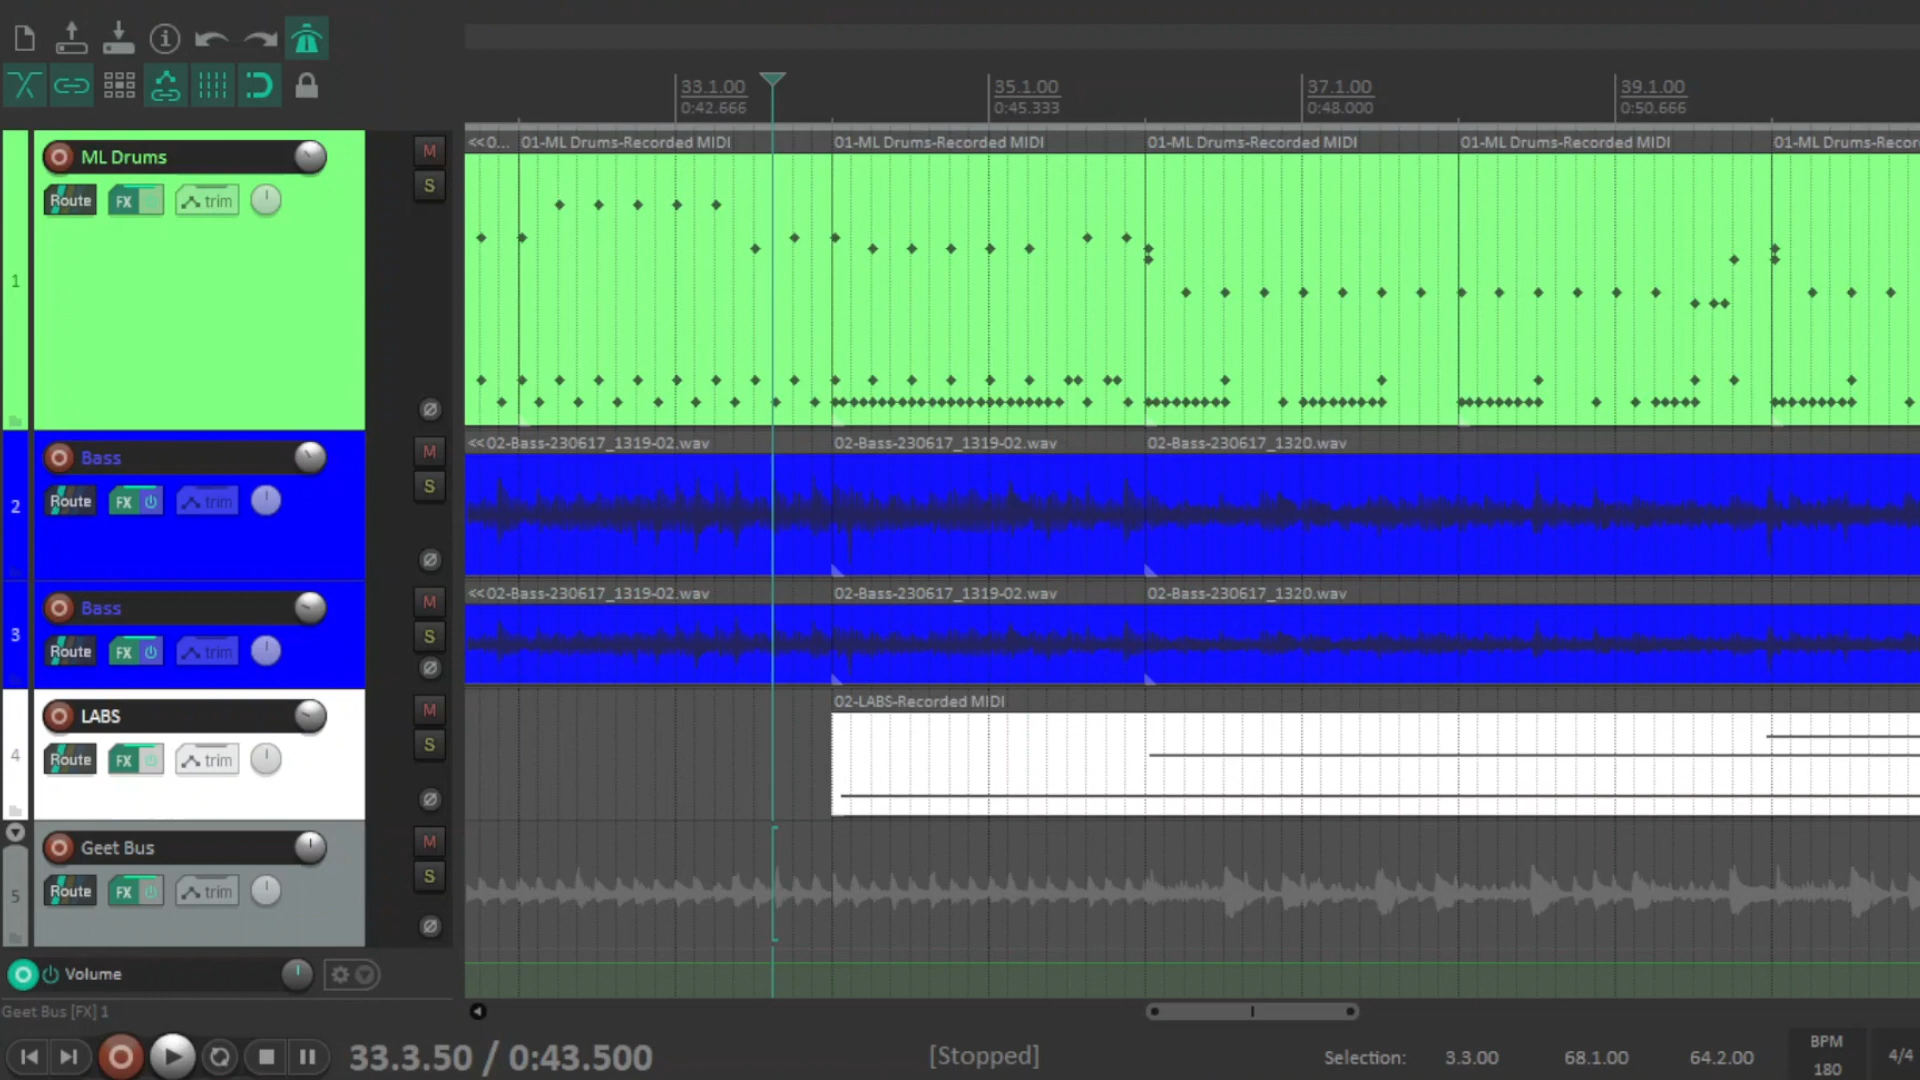 33.1.00
0:42.666
35.1.00
0:45.333
37.1.00
0:48.000
39.1.00
0:50.666
1
ML Drums
M
Route
FX
trim
S
<<0...
01-ML Drums-Recorded MIDI
01-ML Drums-Recorded MIDI
01-ML Drums-Recorded MIDI
01-ML Drums-Recorded MIDI
01-ML Drums-Recor
2
Bass
M
Route
FX
trim
S
<<02-Bass-230617_1319-02.wav
02-Bass-230617_1319-02.wav
02-Bass-230617_1320.wav
3
Bass
M
Route
FX
trim
S
<<02-Bass-230617_1319-02.wav
02-Bass-230617_1319-02.wav
02-Bass-230617_1320.wav
4
LABS
M
Route
FX
trim
S
02-LABS-Recorded MIDI
5
Geet Bus
M
Route
FX
trim
S
Volume
Geet Bus [FX] 1
33.3.50 / 0:43.500
[Stopped]
Selection:
3.3.00
68.1.00
64.2.00
BPM
180
4/4